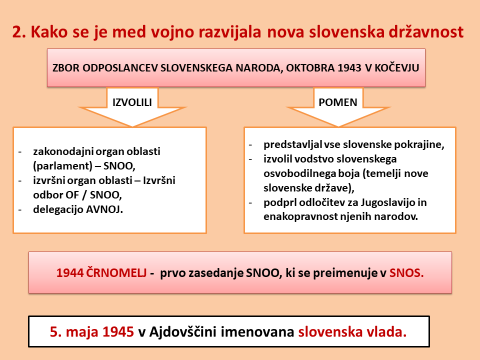 2. Kako se je med vojno razvijala nova slovenska državnost
ZBOR ODPOSLANCEV SLOVENSKEGA NARODA, OKTOBRA 1943 V KOČEVJU
IZVOLILI
- zakonodajni organ oblasti
(parlament) – SNOO,
- izvršni organ oblasti – Izvršni
odbor OF / SNOO,
- delegacijo AVNOJ.
POMEN
- predstavljal vse slovenske pokrajine,
- izvolil vodstvo slovenskega
osvobodilnega boja (temelji nove
slovenske države),
- podprl odločitev za Jugoslavijo in
enakopravnost njenih narodov.
1944 ČRNOMELJ - prvo zasedanje SNOO, ki se preimenuje v SNOS.
5. maja 1945 v Ajdovščini imenovana slovenska vlada.